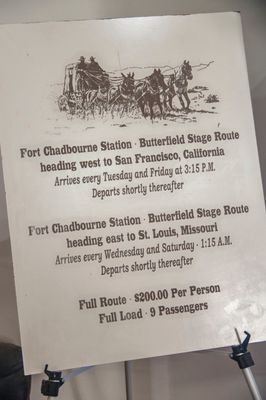 Fort Chadbourne Station · Butterfield Stage Route
heading west to San Francisco, California
Arrives every Tuesday and Friday at 3:15 P.M.
Departs shortly thereafter
Fort Chadbourne Station · Butterfield Stage Route
heading east to St. Louis, Missouri
Arrives every Wednesday and Saturday · 1:15 A.M.
Departs shortly thereafter
Full Route · $200.00 Per Person
Full Load · 9 Passengers